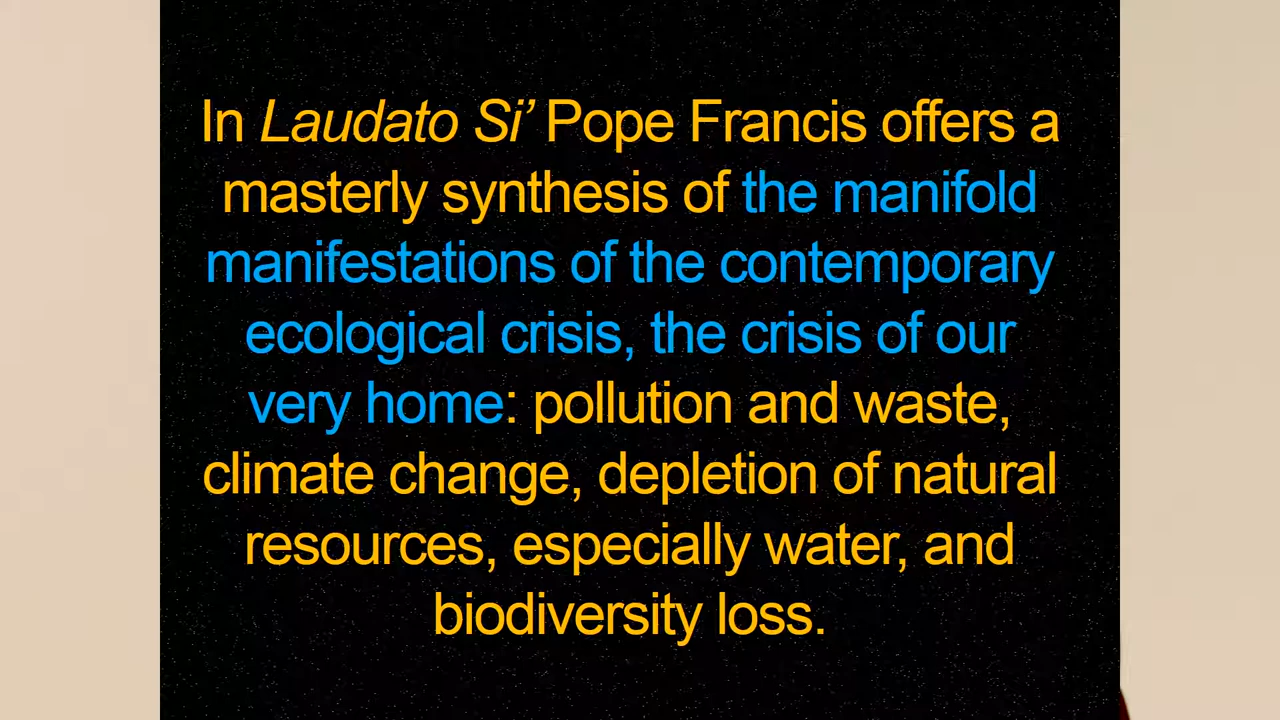 In Laudato Si’ Pope Francis offers a
masterly synthesis of the manifold
manifestations of the contemporary
ecological crisis, the crisis of our
very home: pollution and waste,
climate change, depletion of natural
resources, especially water, and
biodiversity loss.